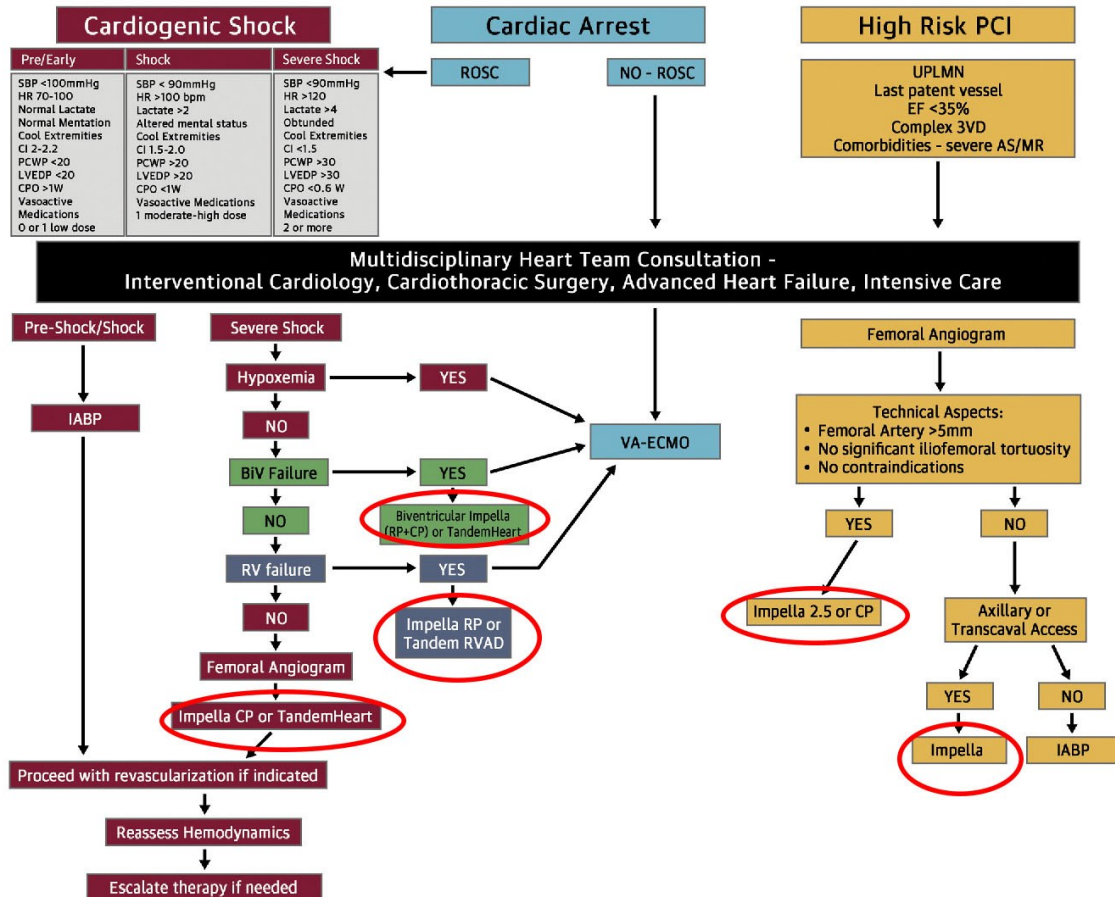 Cardiogenic Shock
Pre/Early
SBP <100mmHg
HR 70-100
Normal Lactate
Normal Mentation
Cool Extremities
CI 2-2.2
PCWP <20
LVEDP <20
CPO >1W
Vasoactive
Medications
0 or 1 low dose
Shock
SBP < 90mmHg
HR >100 bpm
Lactate >2
Altered mental status
Cool Extremities
CI 1.5-2.0
PCWP >20
LVEDP >20
CPO <1W
Vasoactive Medications
1 moderate-high dose
Severe Shock
SBP <90mmHg
HR >120
Lactate >4
Obtunded
Cool Extremities
CI <1.5
PCWP >30
LVEDP >30
CPO <0.6 W
Vasoactive
Medications
2 or more
Cardiac Arrest
ROSC
NO - ROSC
High Risk PCI
UPLMN
Last patent vessel
EF <35%
Complex 3VD
Comorbidities - severe AS/MR
Multidisciplinary Heart Team Consultation -
Interventional Cardiology, Cardiothoracic Surgery, Advanced Heart Failure, Intensive Care
Pre-Shock/Shock
IABP
Severe Shock
Hypoxemia
YES
NO
BiV Failure
YES
Biventricular Impella
(RP+CP) or TandemHeart
NO
RV failure
YES
Impella RP or
Tandem RVAD
NO
Femoral Angiogram
Impella CP or TandemHeart
Proceed with revascularization if indicated
Reassess Hemodynamics
Escalate therapy if needed
VA-ECMO
Femoral Angiogram
Technical Aspects:
• Femoral Artery >5mm
• No significant iliofemoral tortuosity
• No contraindications
YES
NO
Impella 2.5 or CP
Axillary or
Transcaval Access
YES
NO
Impella
IABP